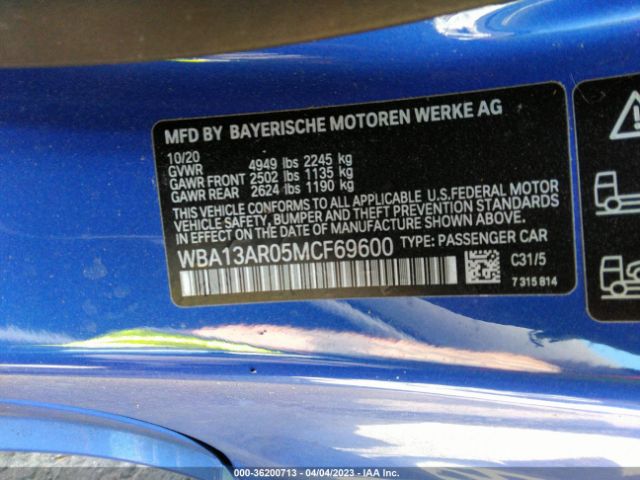 MFD BY BAYERISCHE MOTOREN WERKE AG
10/20
GVWR 4949 lbs 2245 kg
GAWR FRONT 2502 lbs 1135 kg
GAWR REAR 2624 lbs 1190 kg
THIS VEHICLE CONFORMS TO ALL APPLICABLE U.S.FEDERAL MOTOR
VEHICLE SAFETY, BUMPER AND THEFT PREVENTION STANDARDS
IN EFFECT ON THE DATE OF MANUFACTURE SHOWN ABOVE.
WBA13AR05MCF69600 TYPE: PASSENGER CAR
C31/5
7 315 814
000-36200713 - 04/04/2023 - IAA Inc.